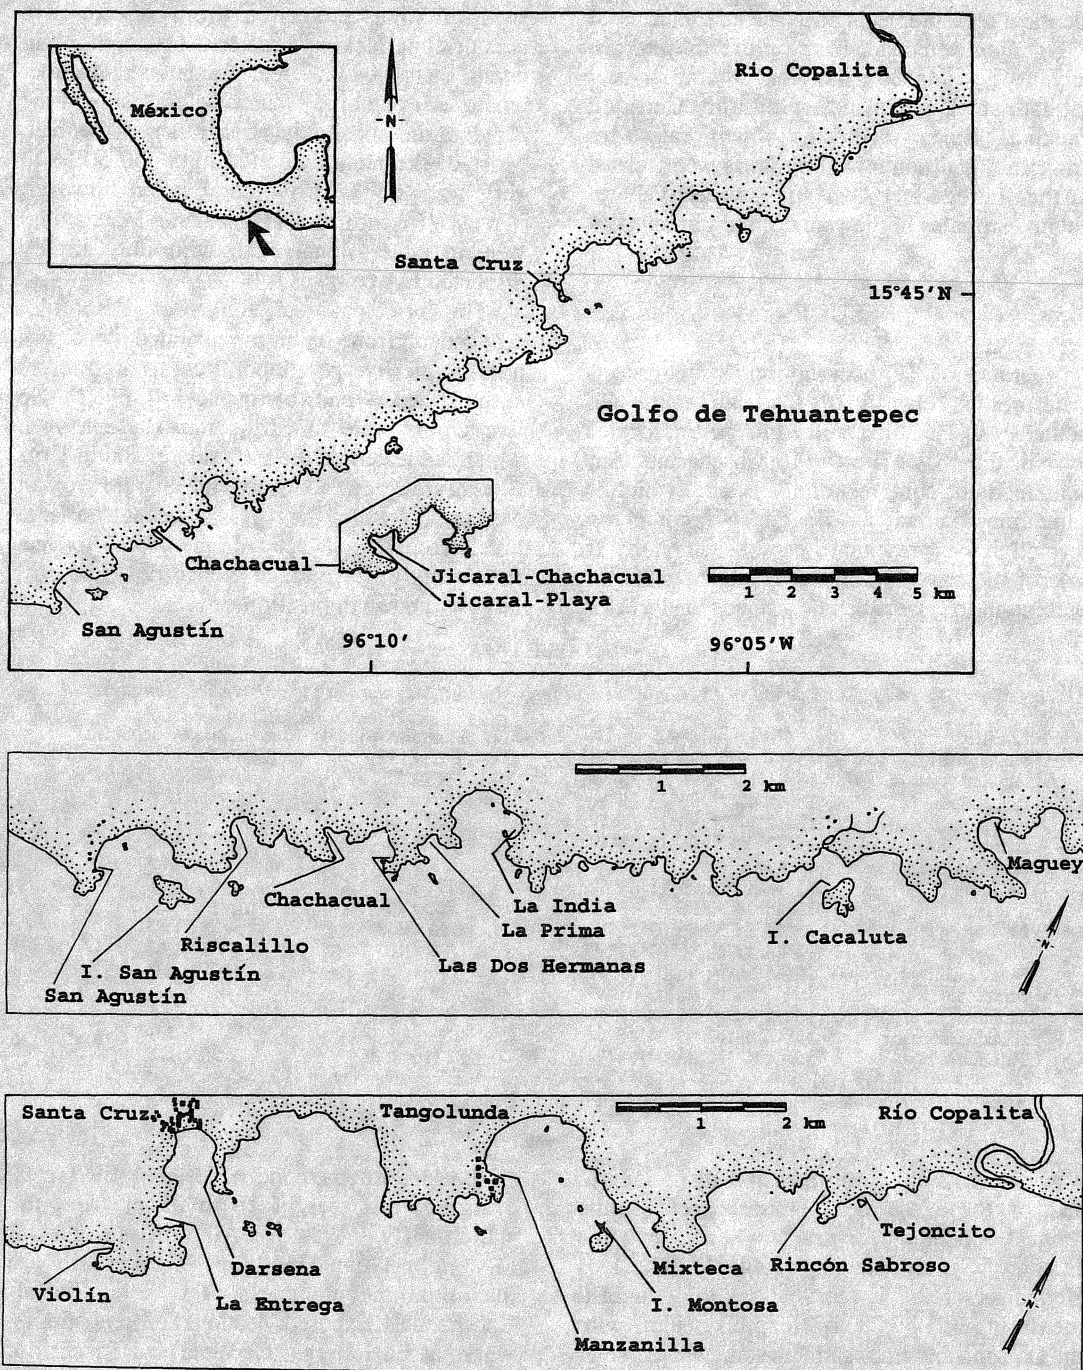 Rio Copalita
México
-N-
Santa Cruz
15°45'N
Golfo de Tehuantepec
Chachacual
Jicaral-Chachacual
Jicaral-Playa
1 2 3 4 5 km
San Agustín
96°10'
96°05'W
1 2 km
Maguey
Chachacual
La India
La Prima
I. Cacaluta
-N-
Riscalillo
Las Dos Hermanas
I. San Agustín
San Agustín
Santa Cruz
Tangolunda
1 2 km
Río Copalita
Tejoncito
Darsena
Mixteca
Rincón Sabroso
Violín
La Entrega
I. Montosa
-N-
Manzanilla